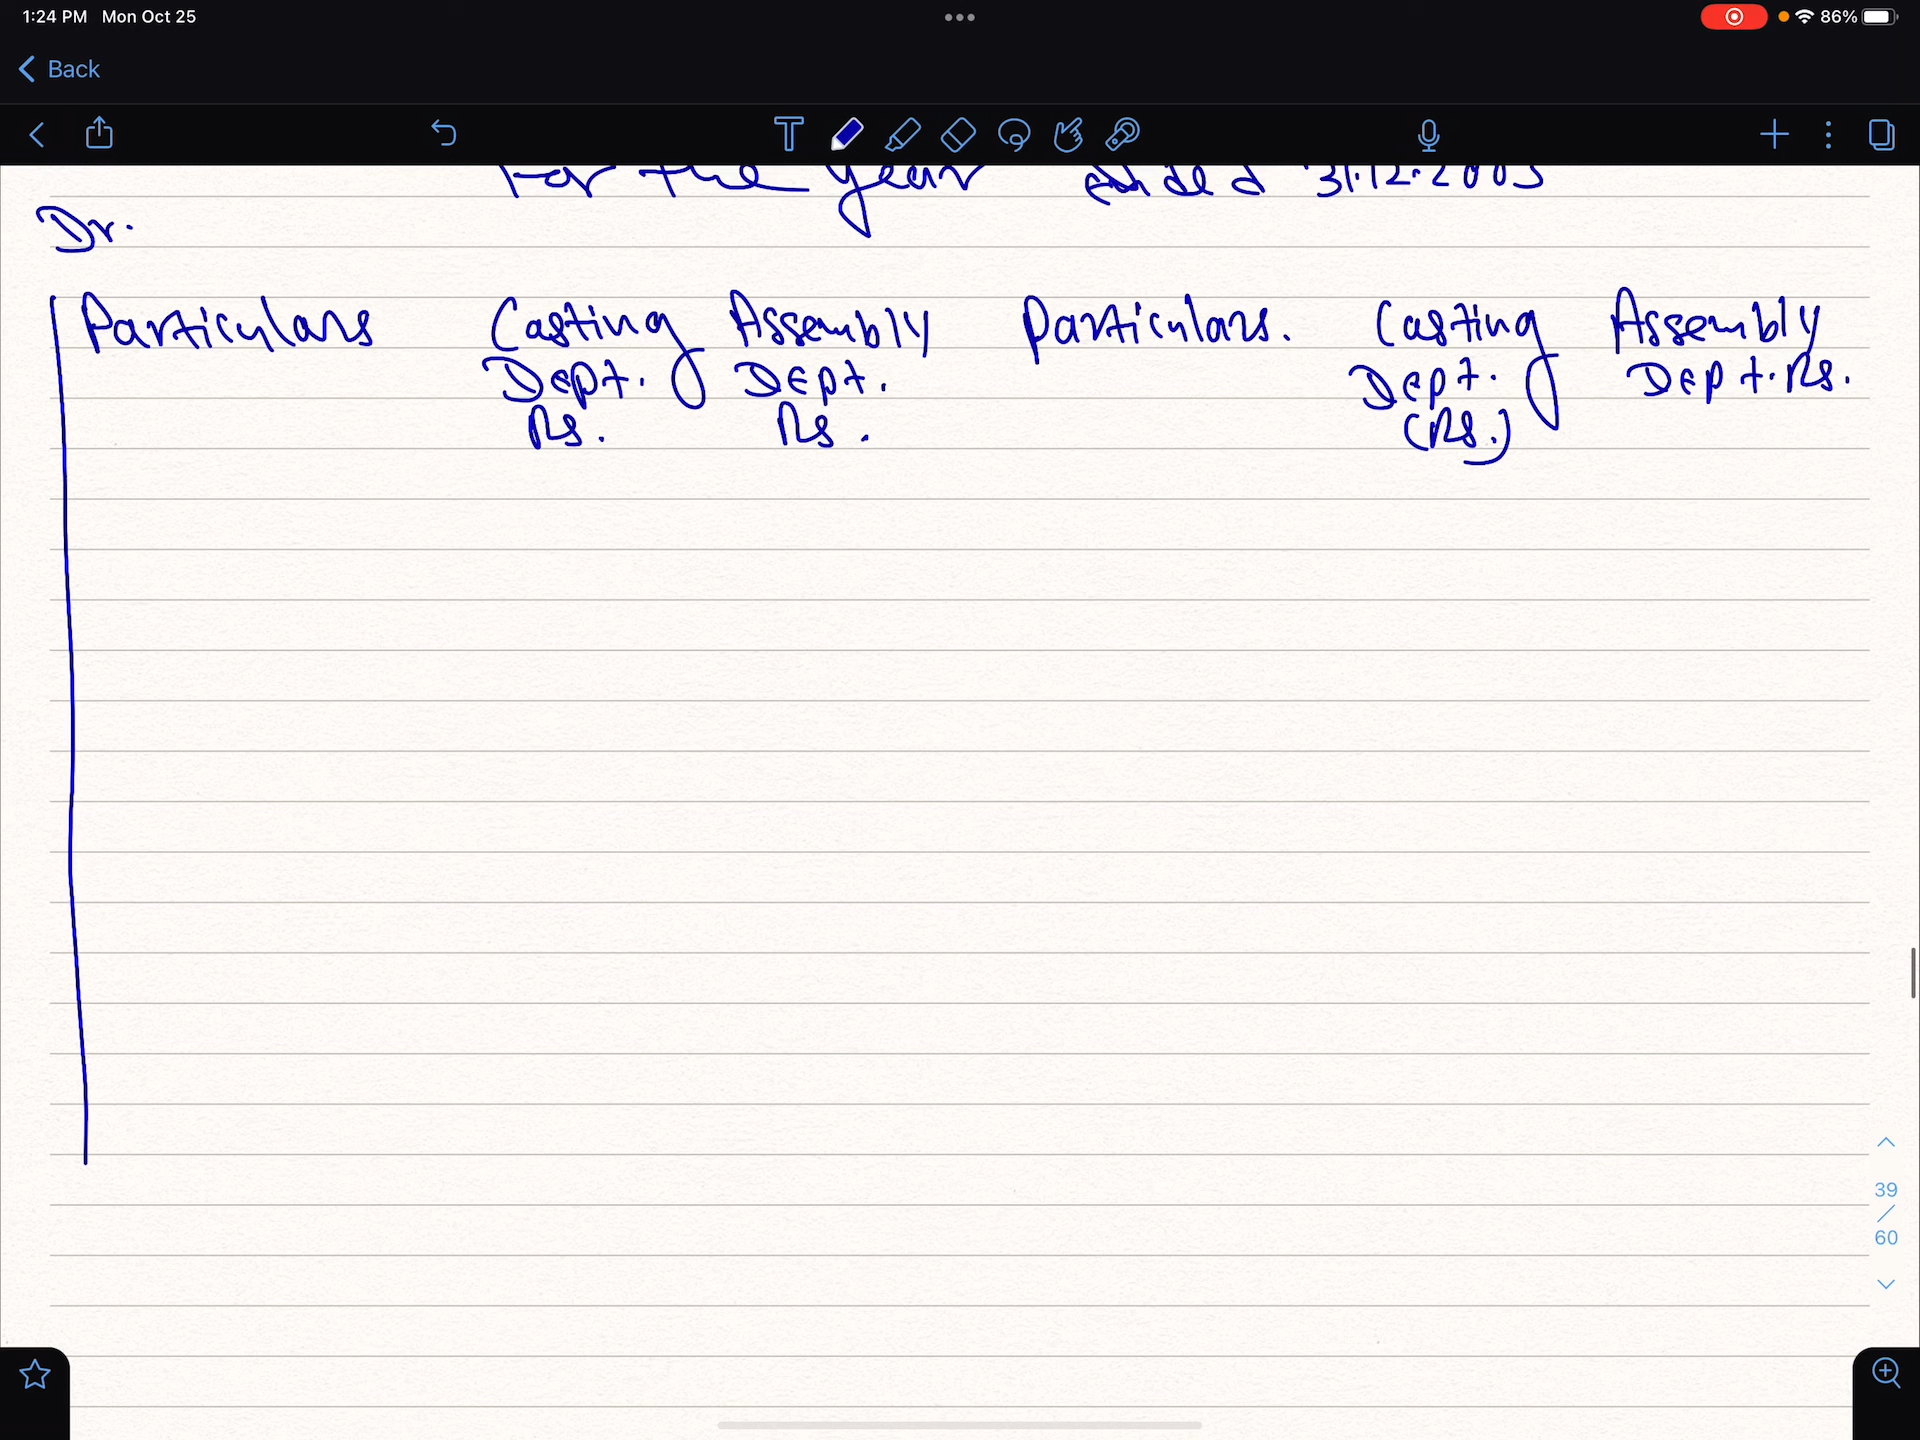 1:24 PM Mon Oct 25
86%
Back
For the year ended 31.12.2003
Dr.
Particulars Casting Assembly Particulars. Casting Assembly
Dept. Dept. Dept. Dept. Rs.
Rs. Rs. (Rs.)
39
/
60